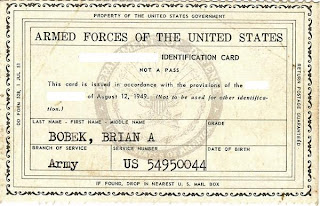 PROPERTY OF THE UNITED STATES GOVERNMENT
ARMED FORCES OF THE UNITED STATES
IDENTIFICATION CARD
NOT A PASS
This card is issued in accordance with the provisions of the
of August 12, 1949. (Not to be used for other identifica-
tion.)
LAST NAME - FIRST NAME - MIDDLE NAME GRADE
BOBEK, BRIAN A
BRANCH OF SERVICE SERVICE NUMBER DATE OF BIRTH
Army US 54950044
IF FOUND, DROP IN NEAREST U. S. MAIL BOX
RETURN POSTAGE GUARANTEED